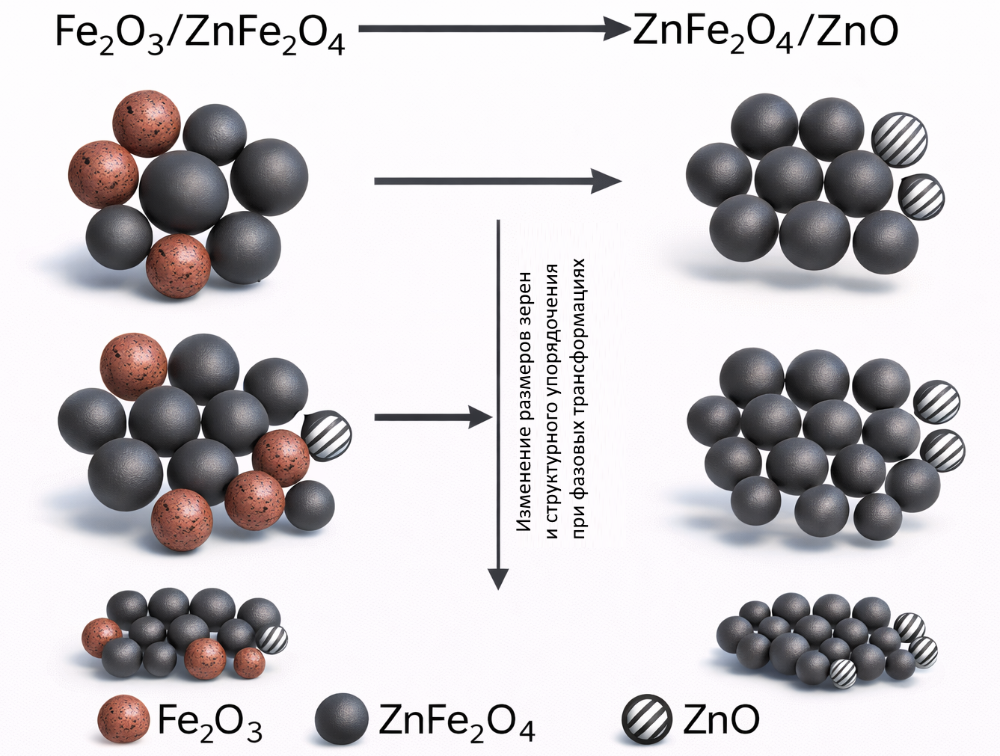 Fe₂O₃/ZnFe₂O₄
ZnFe₂O₄/ZnO
Изменение размеров зерен
и структурного упорядочения
при фазовых трансформациях
Fe₂O₃
ZnFe₂O₄
ZnO